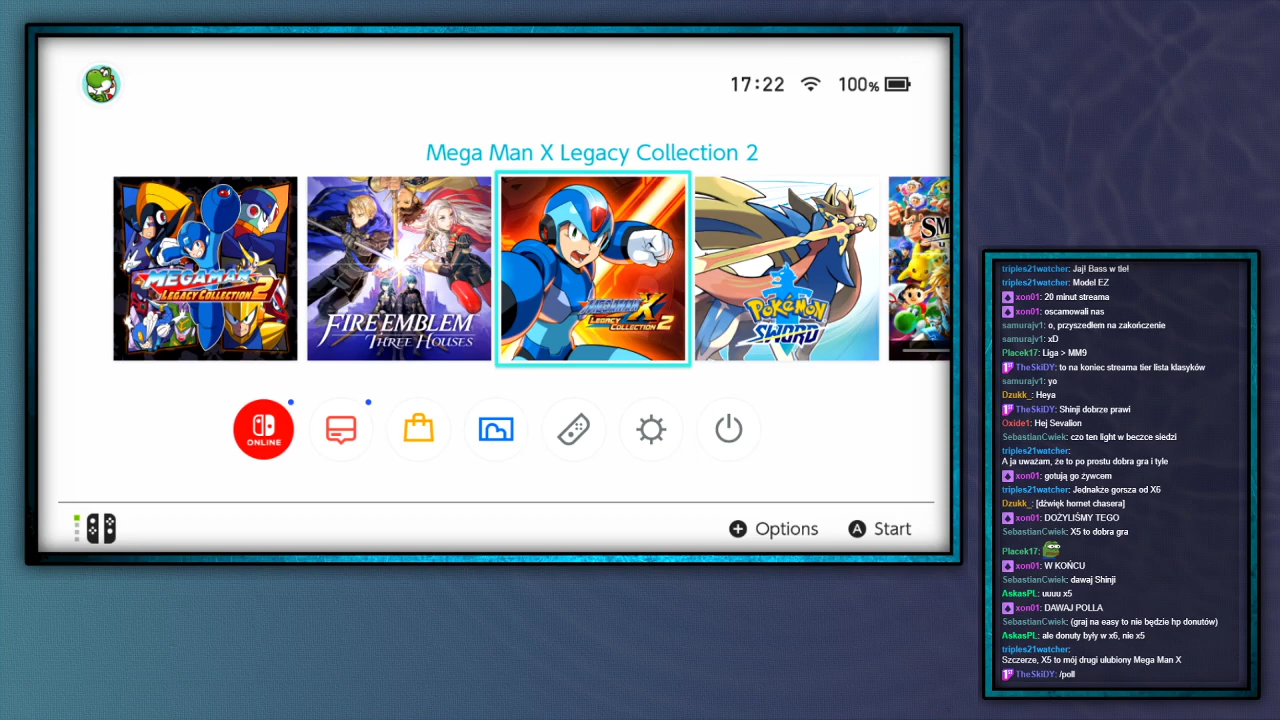 17:22
100%
Mega Man X Legacy Collection 2
MEGAMAN
LEGACY COLLECTION 2
FIRE EMBLEM
THREE HOUSES
MEGAMAN X
LEGACY COLLECTION 2
POKÉMON
SWORD
SM
ONLINE
Options
A Start
triples21watcher: Jaj! Bass w tle!
triples21watcher: Model EZ
xon01: 20 minut streama
xon01: oscamowali nas
samurajv1: o, przyszedłem na zakończenie
samurajv1: xD
Placek17: Liga > MM9
TheSkiDY: to na koniec streama tier lista klasyków
samurajv1: yo
Dzukk_: Heya
TheSkiDY: Shinji dobrze prawi
Oxide1: Hej Sevalion
SebastianCwiek: czo ten light w beczce siedzi
triples21watcher:
A ja uważam, że to po prostu dobra gra i tyle
xon01: gotują go żywcem
triples21watcher: Jednakże gorsza od X6
Dzukk_: [dźwięk hornet chasera]
xon01: DOŻYLIŚMY TEGO
SebastianCwiek: X5 to dobra gra
Placek17:
xon01: W KOŃCU
SebastianCwiek: dawaj Shinji
AskasPL: uuuu x5
xon01: DAWAJ POLLA
SebastianCwiek: (graj na easy to nie będzie hp donutów)
AskasPL: ale donuty były w x6, nie x5
triples21watcher:
Szczerze, X5 to mój drugi ulubiony Mega Man X
TheSkiDY: /poll